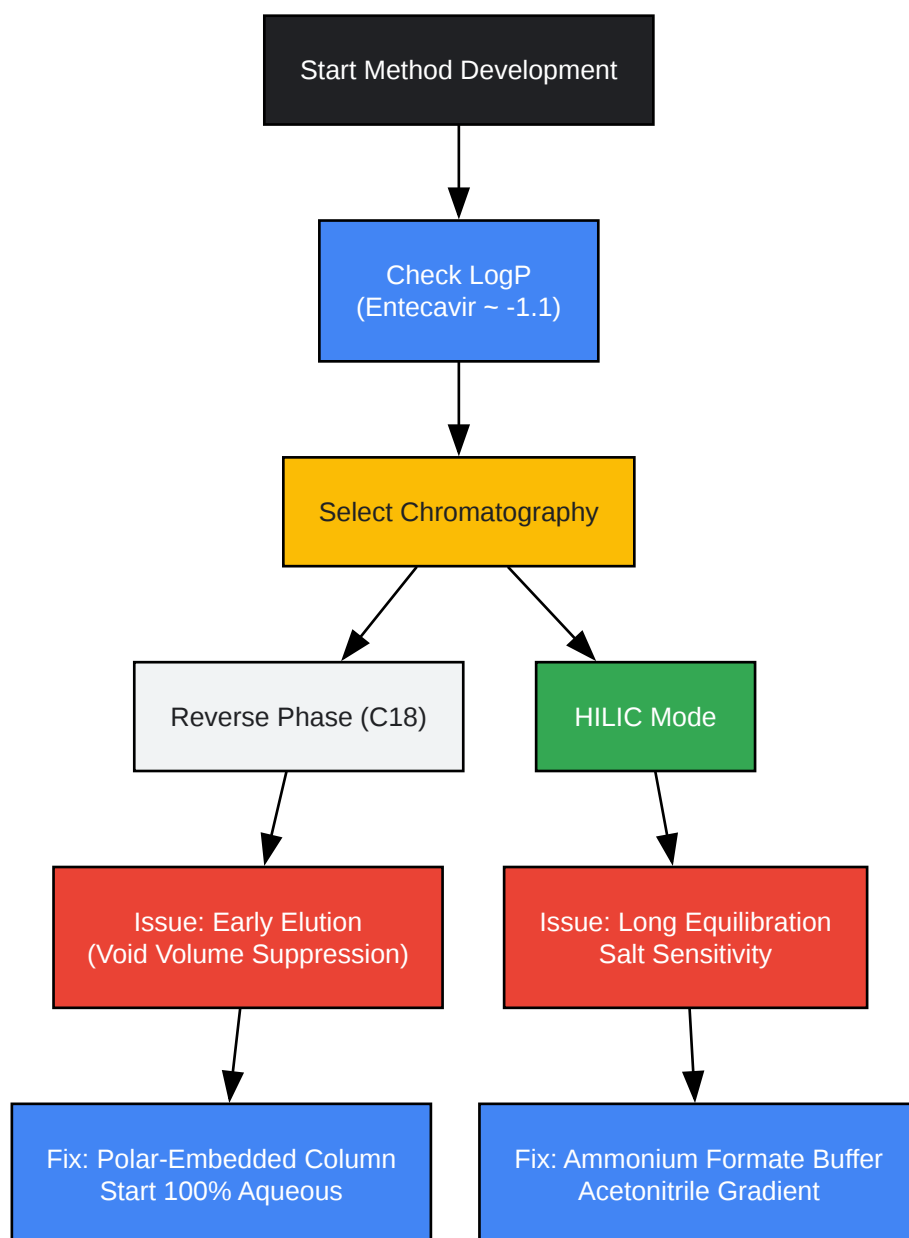 Start Method Development
Check LogP
(Entecavir ~ -1.1)
Select Chromatography
Reverse Phase (C18)
HILIC Mode
Issue: Early Elution
(Void Volume Suppression)
Issue: Long Equilibration
Salt Sensitivity
Fix: Polar-Embedded Column
Start 100% Aqueous
Fix: Ammonium Formate Buffer
Acetonitrile Gradient